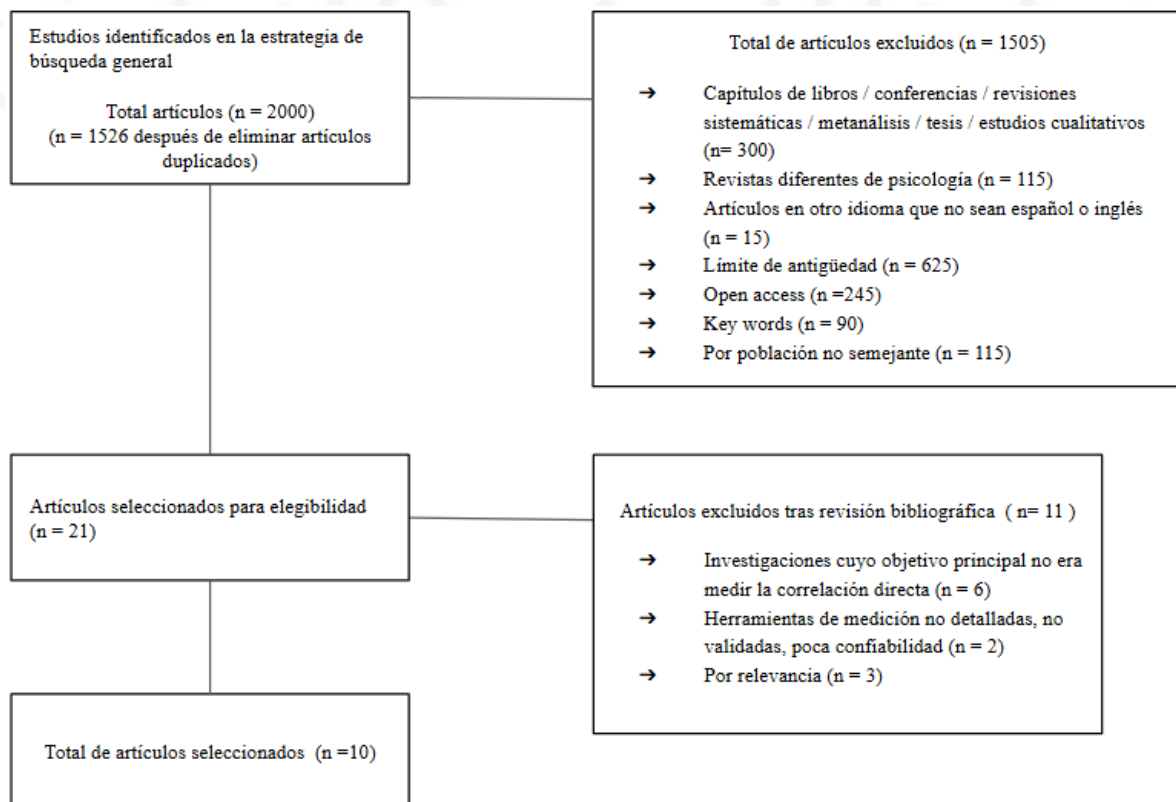 Estudios identificados en la estrategia de
búsqueda general
Total artículos (n = 2000)
(n = 1526 después de eliminar artículos
duplicados)
Total de artículos excluidos (n = 1505)
➔ Capítulos de libros / conferencias / revisiones
sistemáticas / metanálisis / tesis / estudios cualitativos
(n= 300)
➔ Revistas diferentes de psicología (n = 115)
➔ Artículos en otro idioma que no sean español o inglés
(n = 15)
➔ Límite de antigüedad (n = 625)
➔ Open access (n =245)
➔ Key words (n = 90)
➔ Por población no semejante (n = 115)
Artículos seleccionados para elegibilidad
(n = 21)
Artículos excluidos tras revisión bibliográfica ( n= 11 )
➔ Investigaciones cuyo objetivo principal no era
medir la correlación directa (n = 6)
➔ Herramientas de medición no detalladas, no
validadas, poca confiabilidad (n = 2)
➔ Por relevancia (n = 3)
Total de artículos seleccionados (n =10)